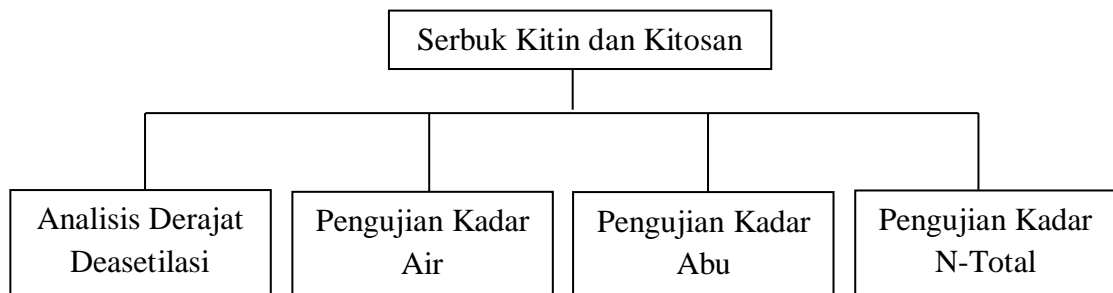 Serbuk Kitin dan Kitosan
Analisis Derajat
Deasetilasi
Pengujian Kadar
Air
Pengujian Kadar
Abu
Pengujian Kadar
N-Total